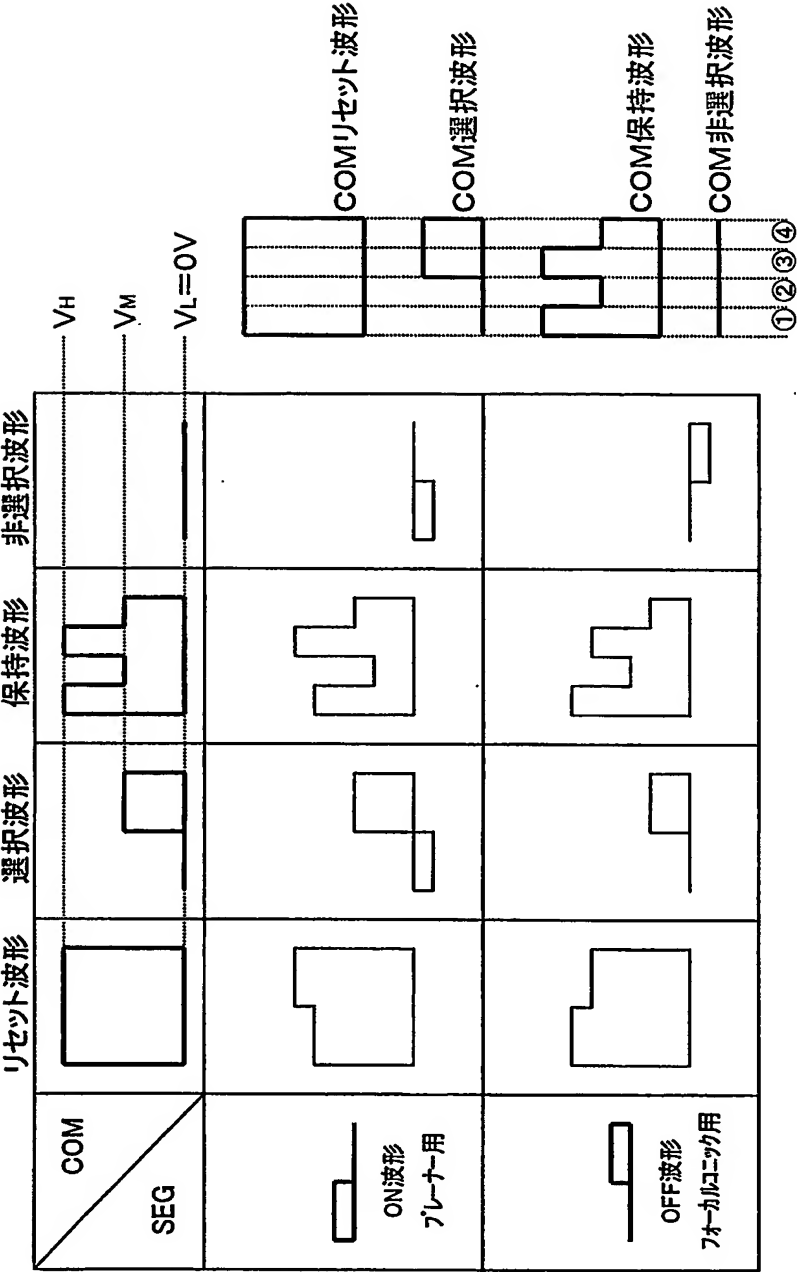 COM
SEG
リセット波形
選択波形
保持波形
非選択波形
VH
VM
VL=0V
ON波形
プレーナー用
OFF波形
フォーカルコニック用
COMリセット波形
COM選択波形
COM保持波形
COM非選択波形
①②③④